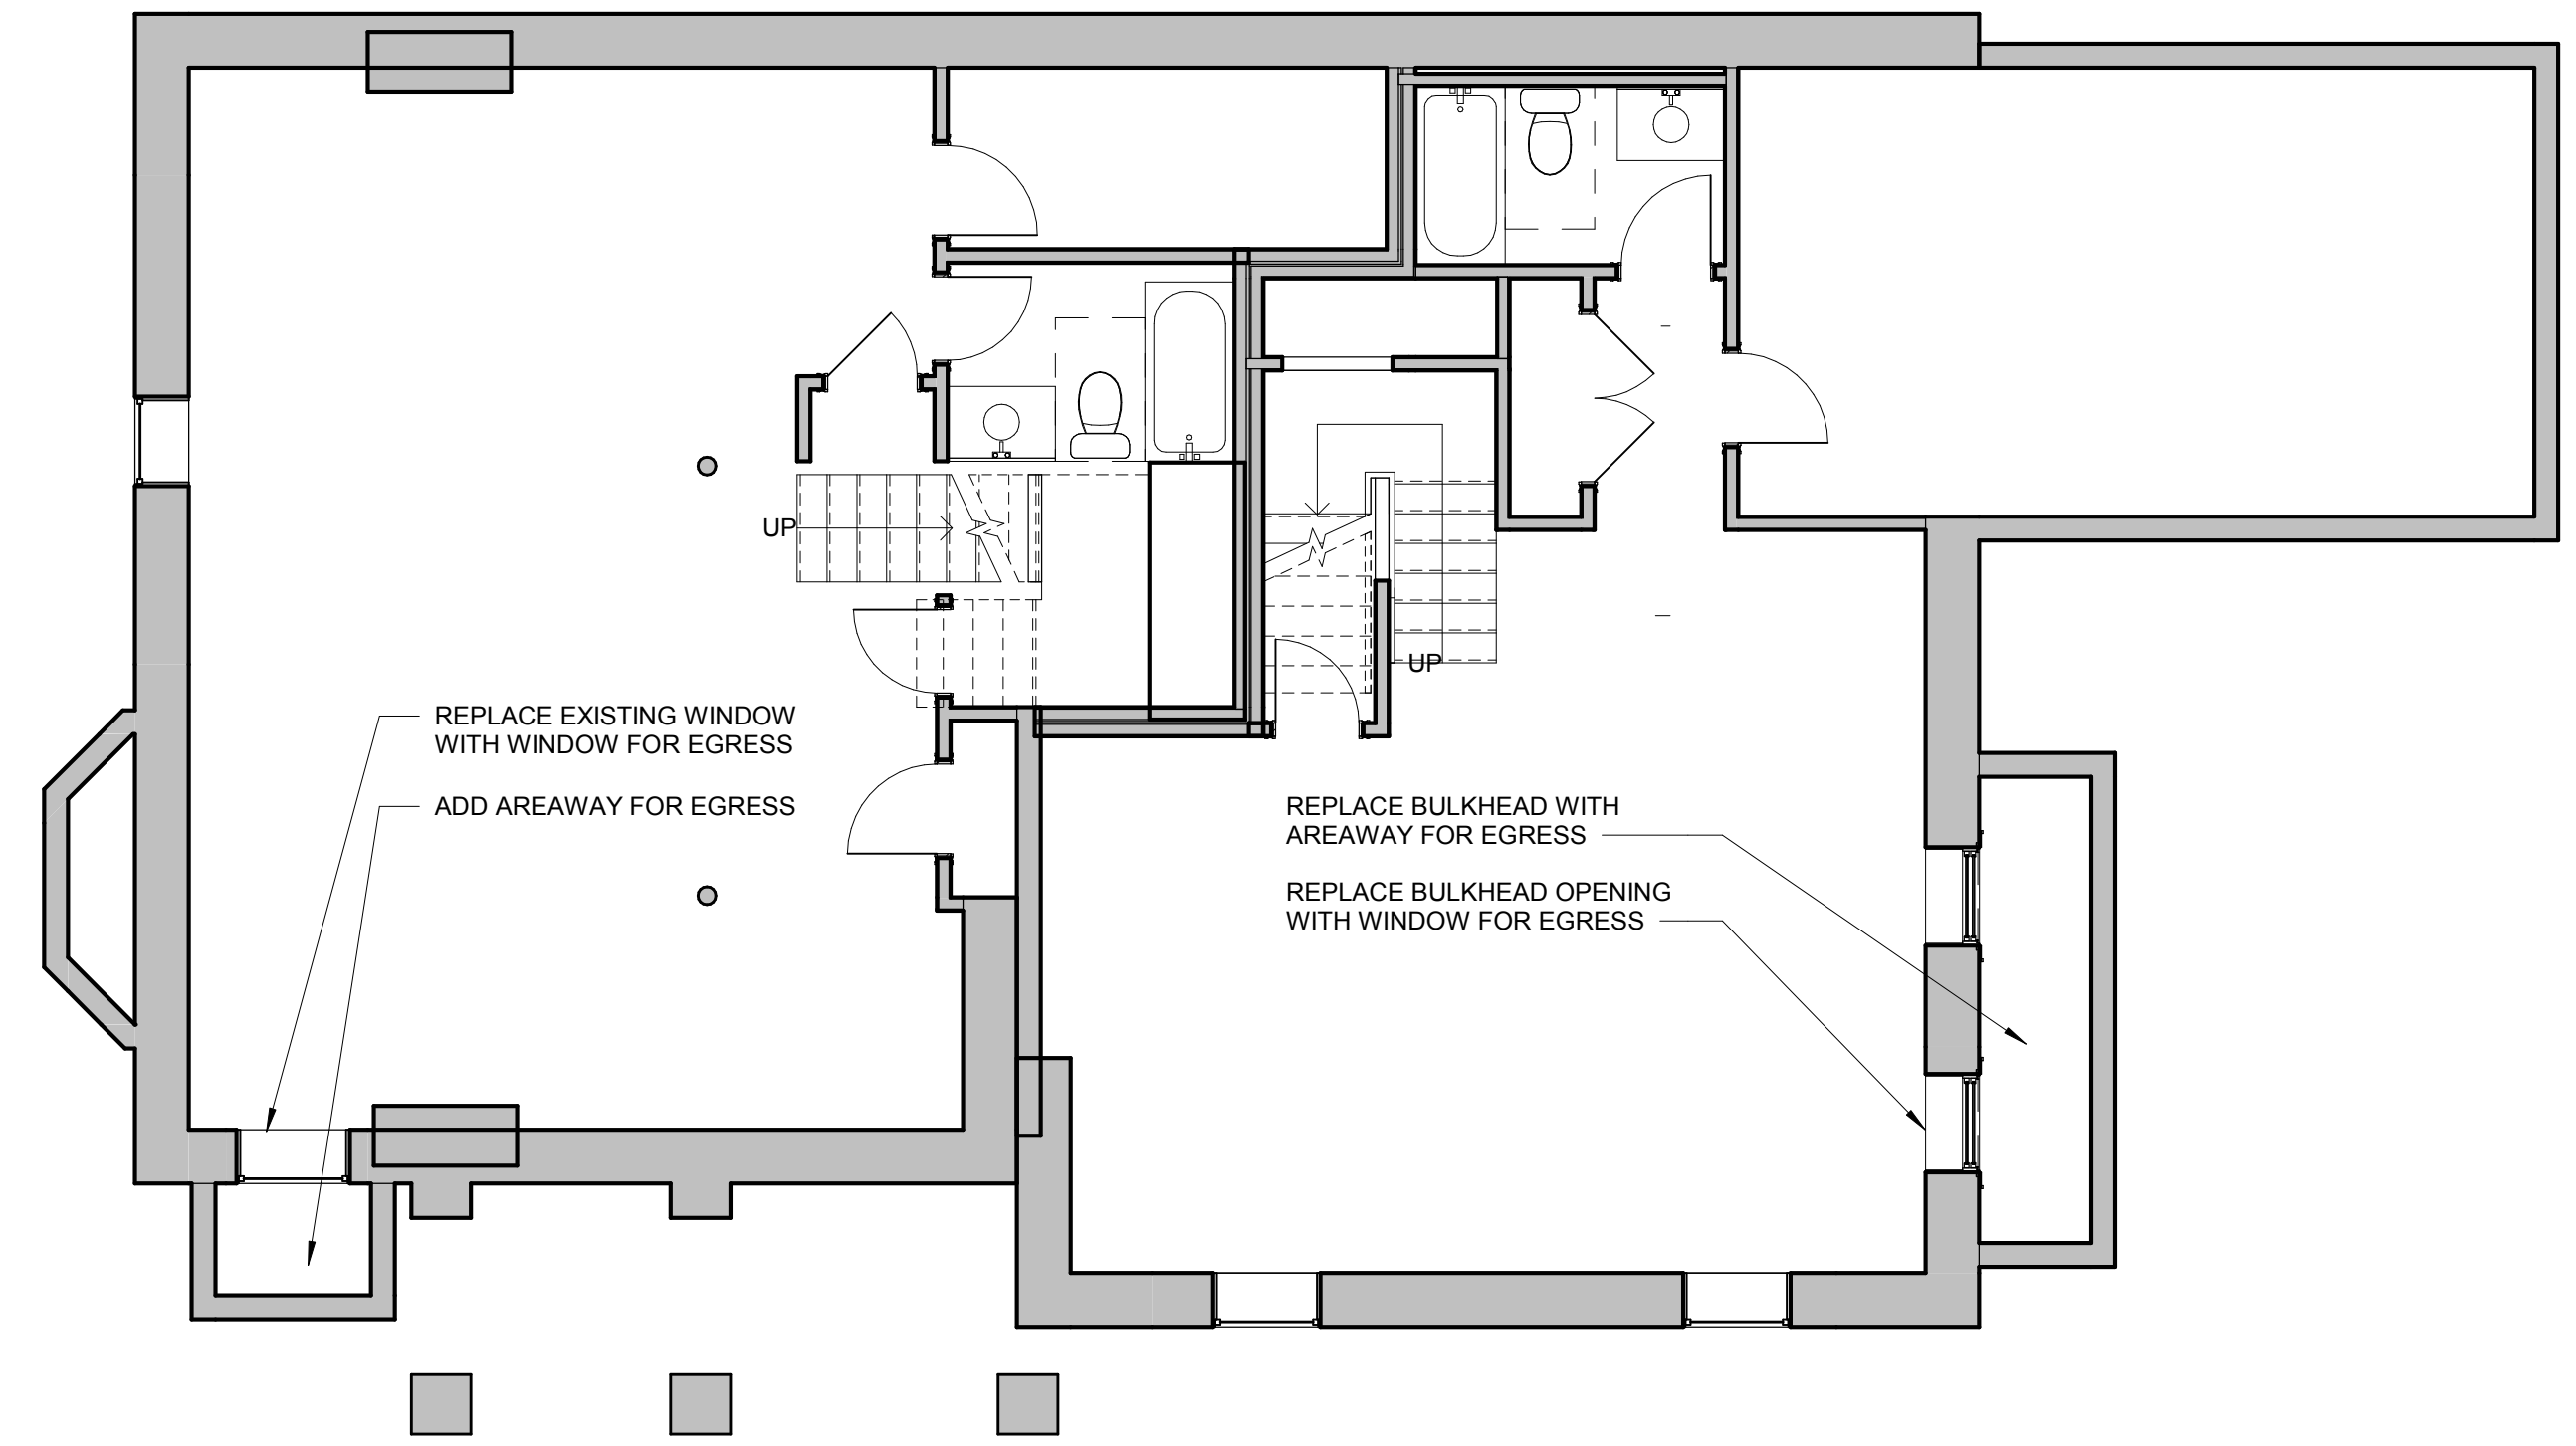 UP
UP
REPLACE EXISTING WINDOW
WITH WINDOW FOR EGRESS
ADD AREAWAY FOR EGRESS
REPLACE BULKHEAD WITH
AREAWAY FOR EGRESS
REPLACE BULKHEAD OPENING
WITH WINDOW FOR EGRESS